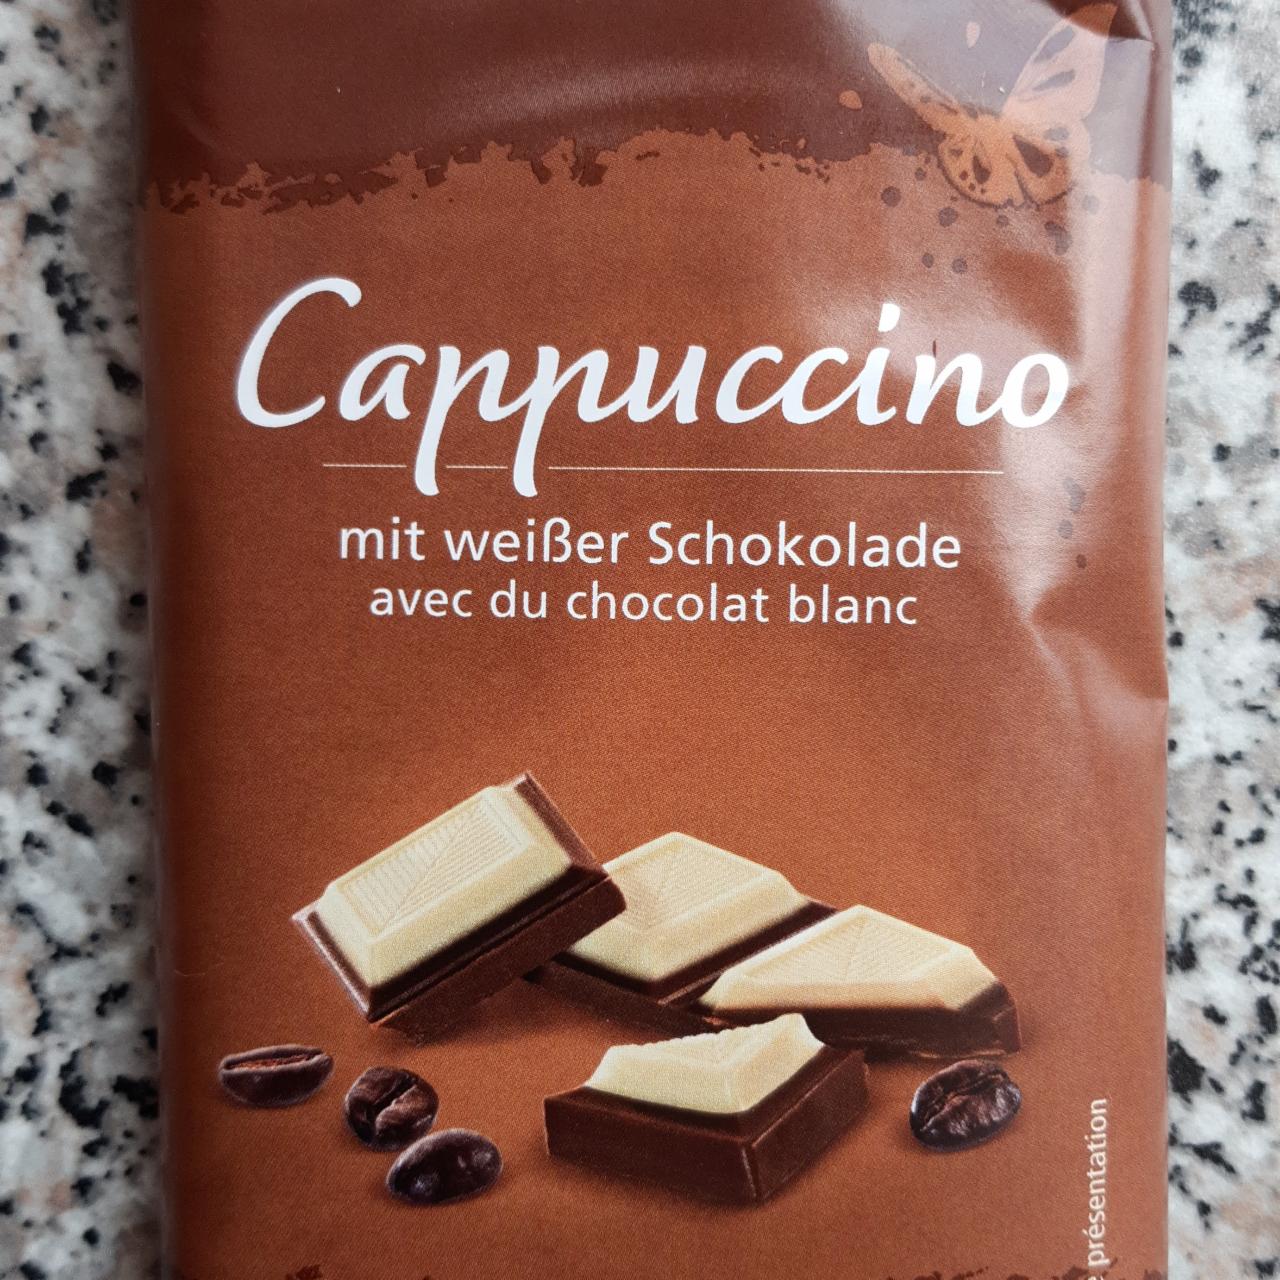 Cappuccino
mit weißer Schokolade
avec du chocolat blanc
présentation